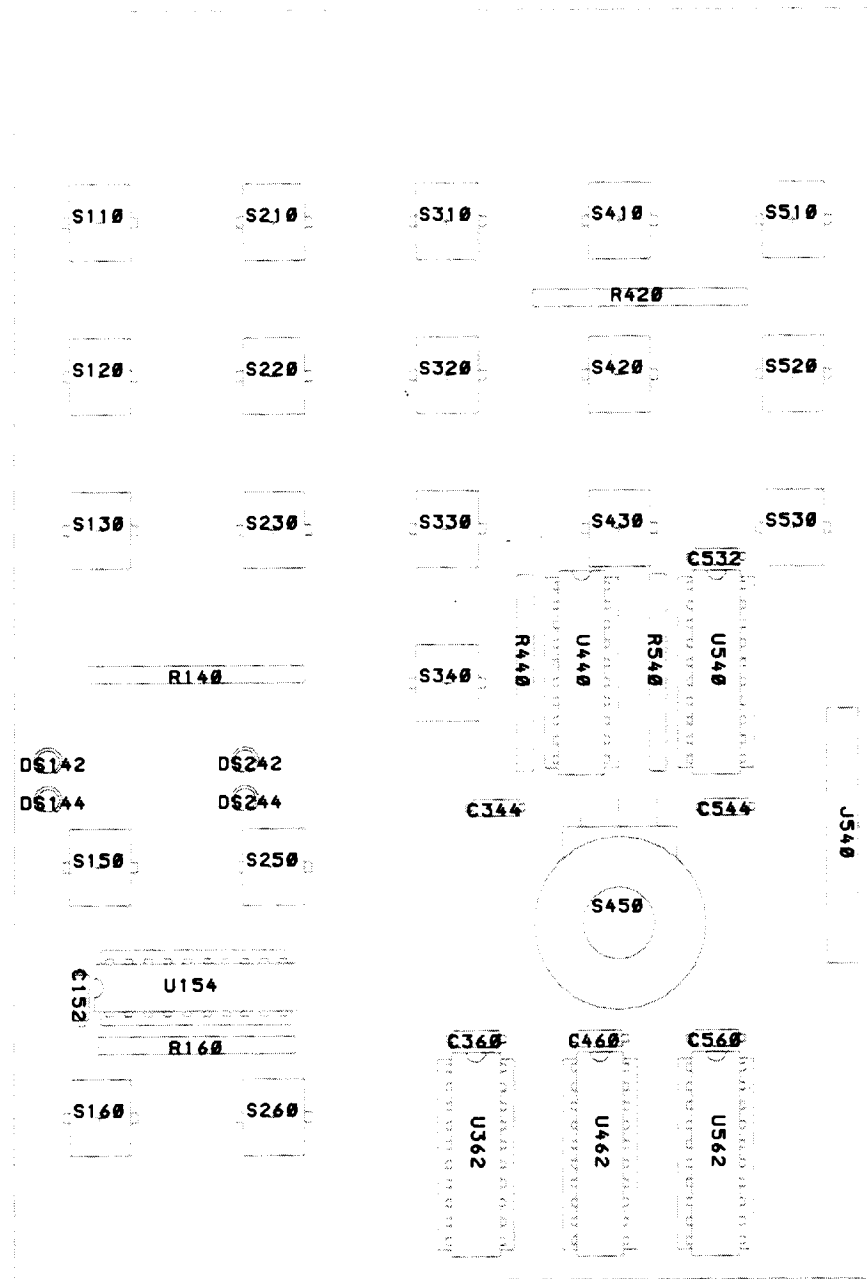 S110 S210 S310 S410 S510
R420
S120 S220 S320 S420 S520
S130 S230 S330 S430 S530
C532
R440 U440 R540 U540
R140 S340
DS142 DS242
DS144 DS244 C344 C544
J540
S150 S250
S450
C152 U154
R160 C360 C460 C560
S160 S260 U362 U462 U562